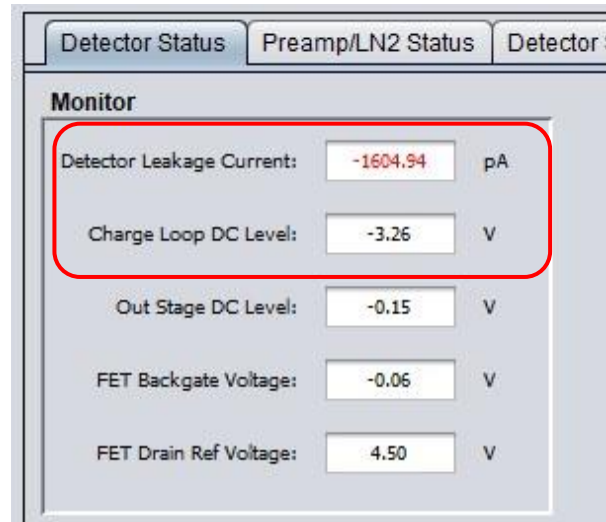 Detector Status Preamp/LN2 Status Detector
Monitor
Detector Leakage Current: -1604.94 pA
Charge Loop DC Level: -3.26 V
Out Stage DC Level: -0.15 V
FET Backgate Voltage: -0.06 V
FET Drain Ref Voltage: 4.50 V